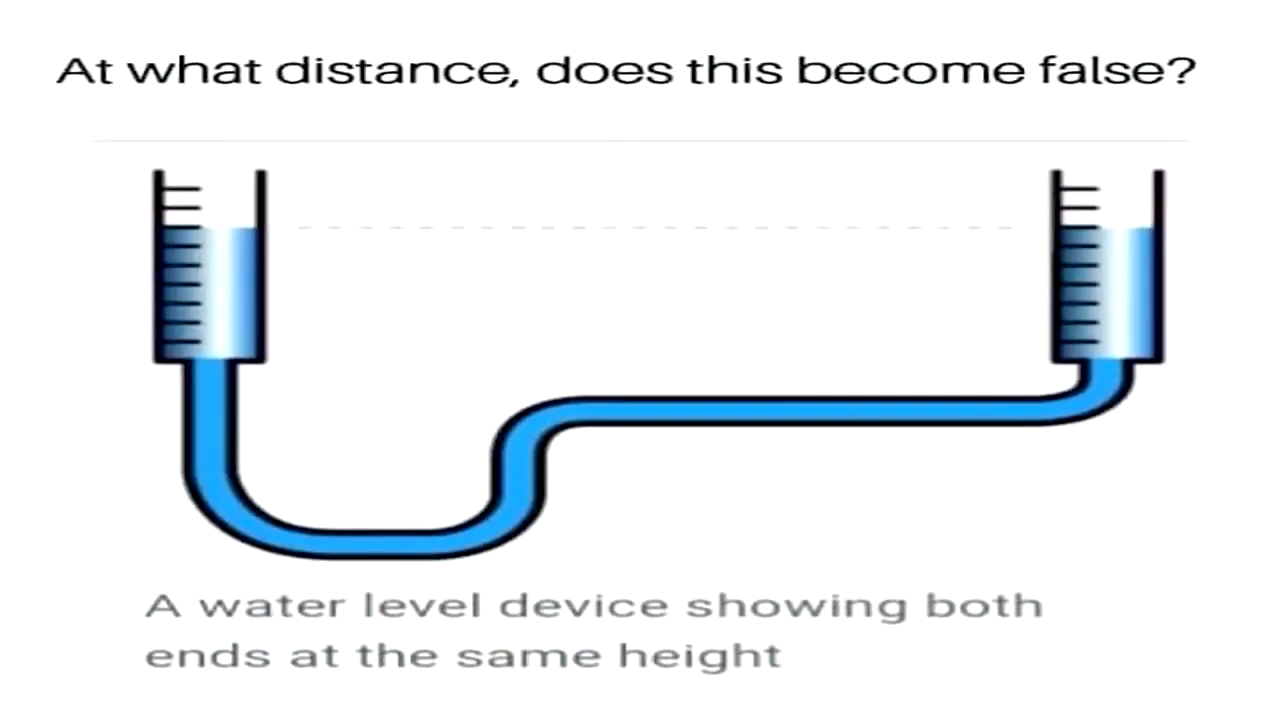 At what distance, does this become false?
A water level device showing both
ends at the same height